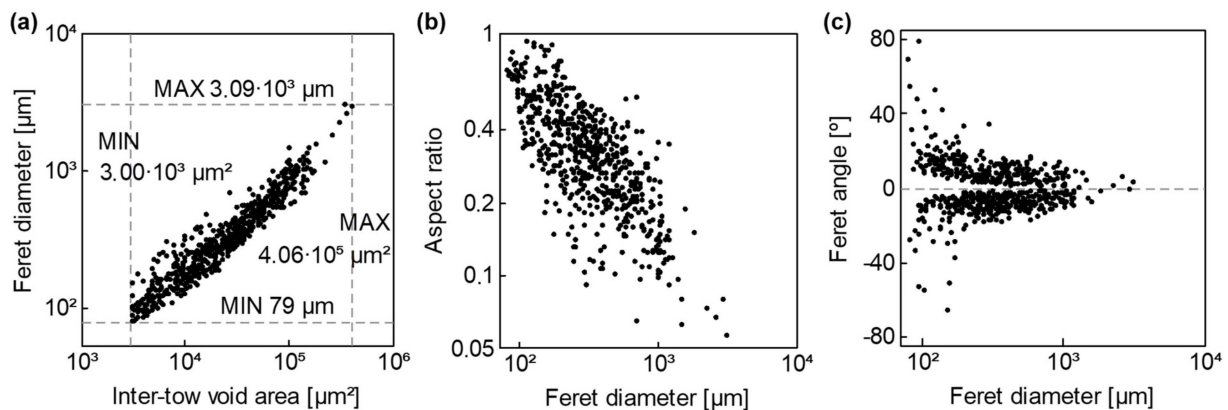 (a)
10⁴
10³
10²
Feret diameter [µm]
MAX 3.09·10³ µm
MIN
3.00·10³ µm²
MAX
4.06·10⁵ µm²
MIN 79 µm
10³ 10⁴ 10⁵ 10⁶
Inter-tow void area [µm²]
(b)
1
0.4
0.2
0.1
0.05
Aspect ratio
10² 10³ 10⁴
Feret diameter [µm]
(c)
80
40
0
-40
-80
Feret angle [º]
10² 10³ 10⁴
Feret diameter [µm]